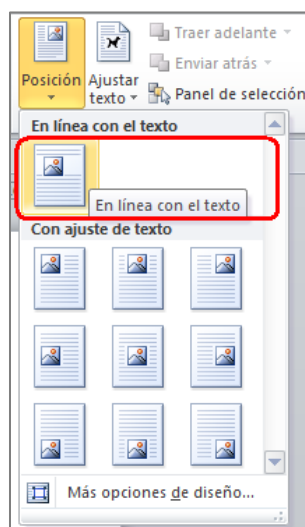 Traer adelante
Enviar atrás
Posición
Ajustar
texto
Panel de selección
En línea con el texto
En línea con el texto
Con ajuste de texto
Más opciones de diseño...